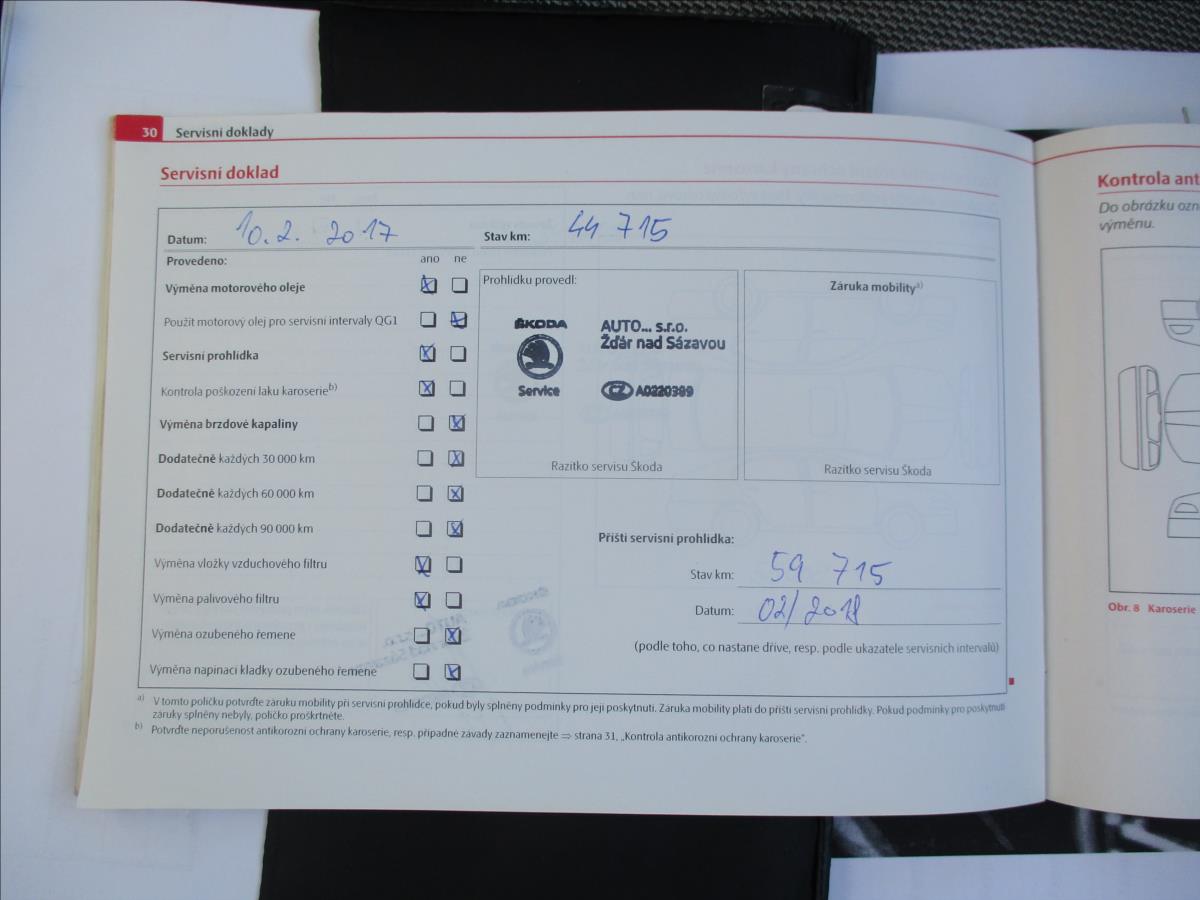 30 Servisní doklady
Servisní doklad
Datum: 10. 2. 2017 Stav km: 44 715
Provedeno: ano ne
Výměna motorového oleje
Použit motorový olej pro servisní intervaly QG1
Servisní prohlídka
Kontrola poškození laku karoserie b)
Výměna brzdové kapaliny
Dodatečně každých 30 000 km
Dodatečně každých 60 000 km
Dodatečně každých 90 000 km
Výměna vložky vzduchového filtru
Výměna palivového filtru
Výměna ozubeného řemene
Výměna napínací kladky ozubeného řemene
Prohlídku provedl:
ŠKODA
Service
AUTO... s.r.o.
Žďár nad Sázavou
CZ A0220399
Razítko servisu Škoda
Záruka mobility a)
Razítko servisu Škoda
Příští servisní prohlídka:
Stav km: 59 715
Datum: 02/2018
(podle toho, co nastane dříve, resp. podle ukazatele servisních intervalů)
a) V tomto políčku potvrďte záruku mobility při servisní prohlídce, pokud byly splněny podmínky pro její poskytnutí. Záruka mobility platí do příští servisní prohlídky. Pokud podmínky pro poskytnutí
záruky splněny nebyly, políčko proškrtněte.
b) Potvrďte neporušenost antikorozní ochrany karoserie, resp. případné závady zaznamenejte ⇒ strana 31, „Kontrola antikorozní ochrany karoserie“.
Kontrola ant
Do obrázku ozn
výměnu.
Obr. 8 Karoserie